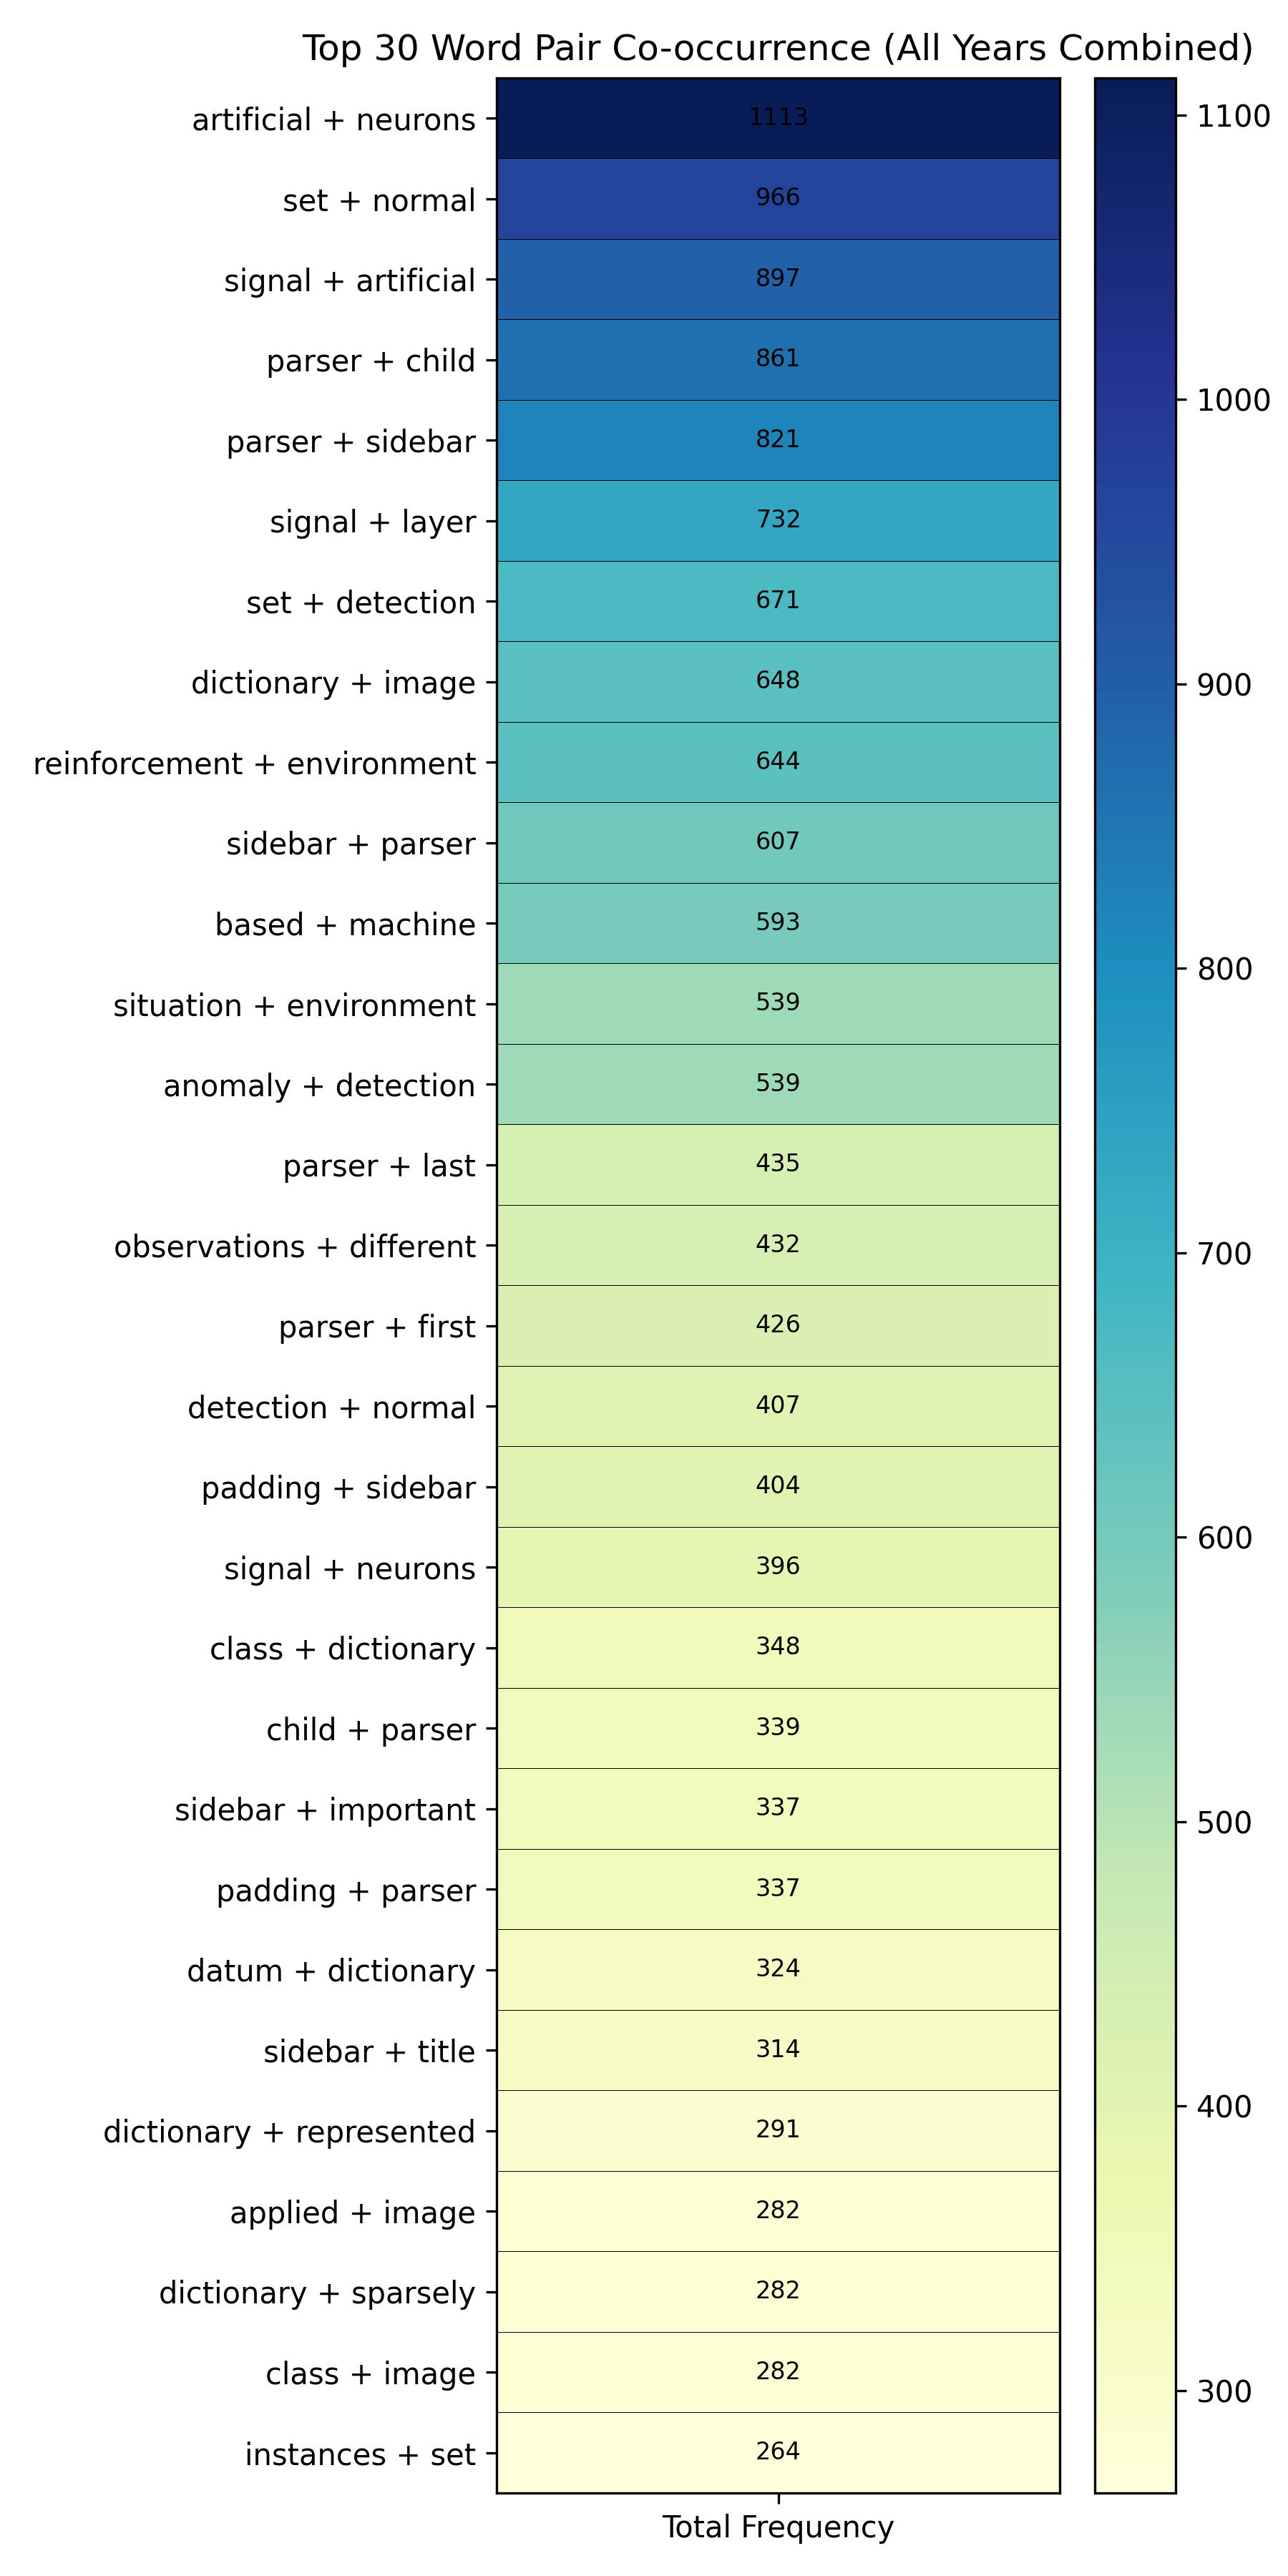 Top 30 Word Pair Co-occurrence (All Years Combined)
artificial + neurons 1113
set + normal 966
signal + artificial 897
parser + child 861
parser + sidebar 821
signal + layer 732
set + detection 671
dictionary + image 648
reinforcement + environment 644
sidebar + parser 607
based + machine 593
situation + environment 539
anomaly + detection 539
parser + last 435
observations + different 432
parser + first 426
detection + normal 407
padding + sidebar 404
signal + neurons 396
class + dictionary 348
child + parser 339
sidebar + important 337
padding + parser 337
datum + dictionary 324
sidebar + title 314
dictionary + represented 291
applied + image 282
dictionary + sparsely 282
class + image 282
instances + set 264
Total Frequency
1100
1000
900
800
700
600
500
400
300